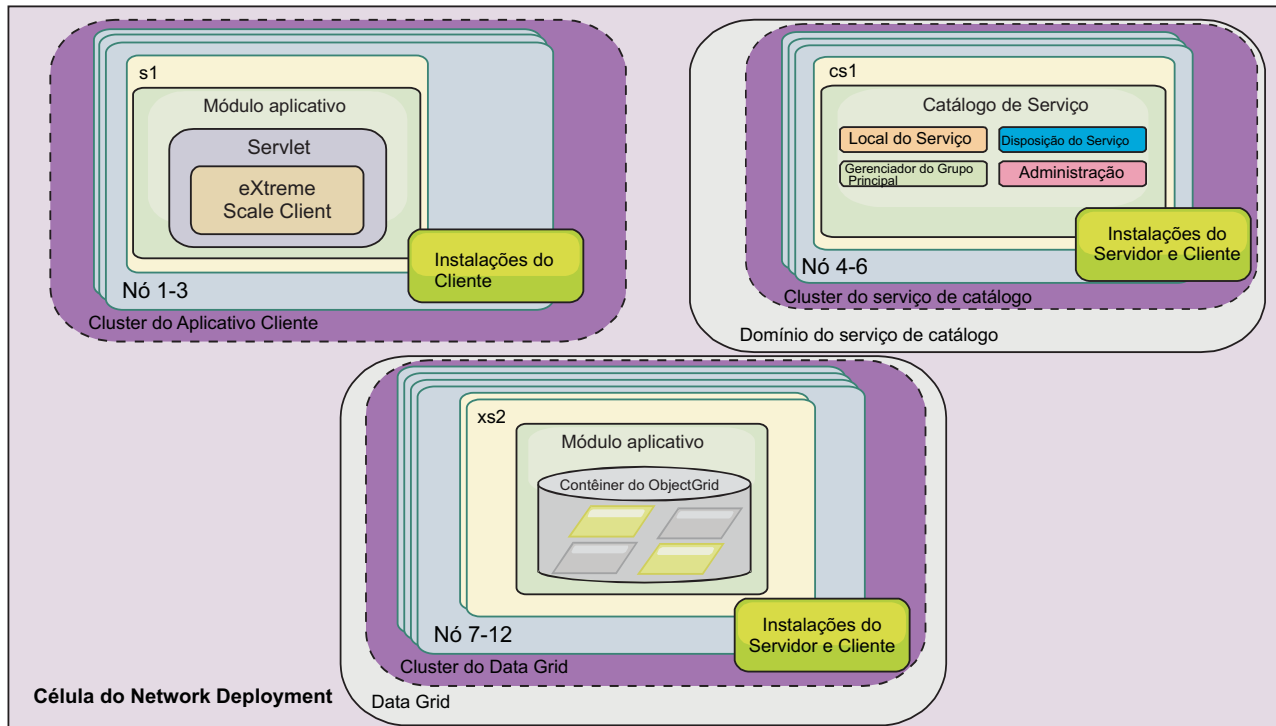 s1
Módulo aplicativo
Servlet
eXtreme
Scale Client
Instalações do
Cliente
Nó 1-3
Cluster do Aplicativo Cliente
cs1
Catálogo de Serviço
Local do Serviço
Disposição do Serviço
Gerenciador do Grupo
Principal
Administração
Instalações do
Servidor e Cliente
Nó 4-6
Cluster do serviço de catálogo
Domínio do serviço de catálogo
xs2
Módulo aplicativo
Contêiner do ObjectGrid
Instalações do
Servidor e Cliente
Nó 7-12
Cluster do Data Grid
Data Grid
Célula do Network Deployment